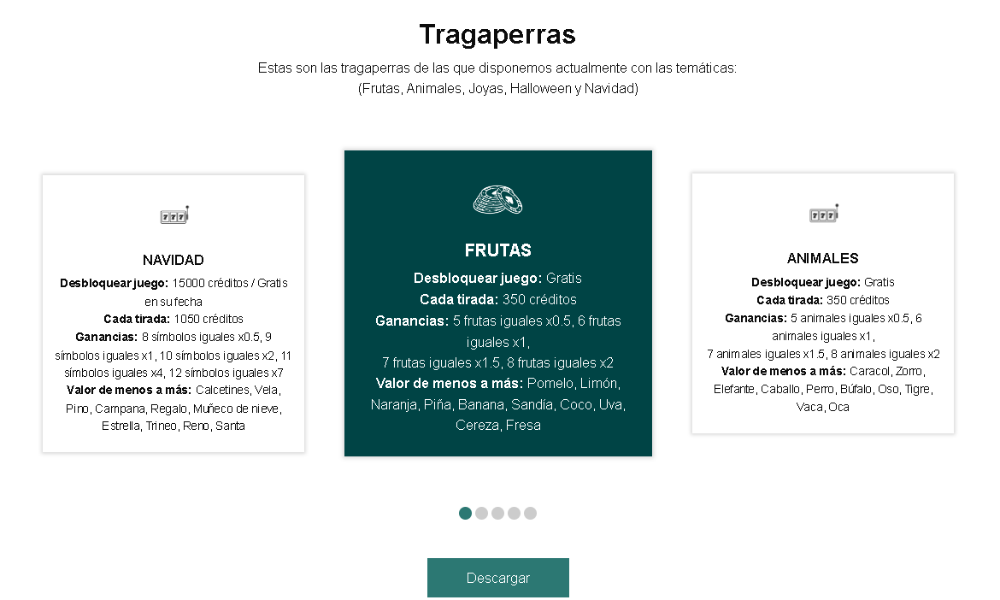 Tragaperras
Estas son las tragaperras de las que disponemos actualmente con las temáticas:
(Frutas, Animales, Joyas, Halloween y Navidad)
777
NAVIDAD
Desbloquear juego: 15000 créditos / Gratis
en su fecha
Cada tirada: 1050 créditos
Ganancias: 8 símbolos iguales x0.5, 9
símbolos iguales x1, 10 símbolos iguales x2, 11
símbolos iguales x4, 12 símbolos iguales x7
Valor de menos a más: Calcetines, Vela,
Pino, Campana, Regalo, Muñeco de nieve,
Estrella, Trineo, Reno, Santa
FRUTAS
Desbloquear juego: Gratis
Cada tirada: 350 créditos
Ganancias: 5 frutas iguales x0.5, 6 frutas
iguales x1,
7 frutas iguales x1.5, 8 frutas iguales x2
Valor de menos a más: Pomelo, Limón,
Naranja, Piña, Banana, Sandía, Coco, Uva,
Cereza, Fresa
777
ANIMALES
Desbloquear juego: Gratis
Cada tirada: 350 créditos
Ganancias: 5 animales iguales x0.5, 6
animales iguales x1,
7 animales iguales x1.5, 8 animales iguales x2
Valor de menos a más: Caracol, Zorro,
Elefante, Caballo, Perro, Búfalo, Oso, Tigre,
Vaca, Oca
Descargar